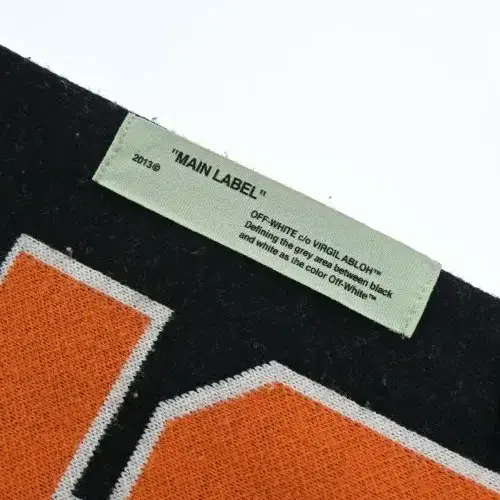 2013© "MAIN LABEL"
OFF-WHITE c/o VIRGIL ABLOH™
Defining the grey area between black
and white as the color Off-White™